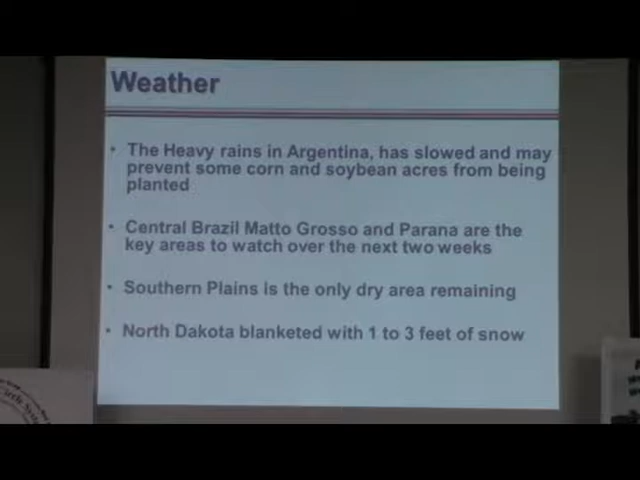 Weather
• The Heavy rains in Argentina, has slowed and may
prevent some corn and soybean acres from being
planted
• Central Brazil Matto Grosso and Parana are the
key areas to watch over the next two weeks
• Southern Plains is the only dry area remaining
• North Dakota blanketed with 1 to 3 feet of snow